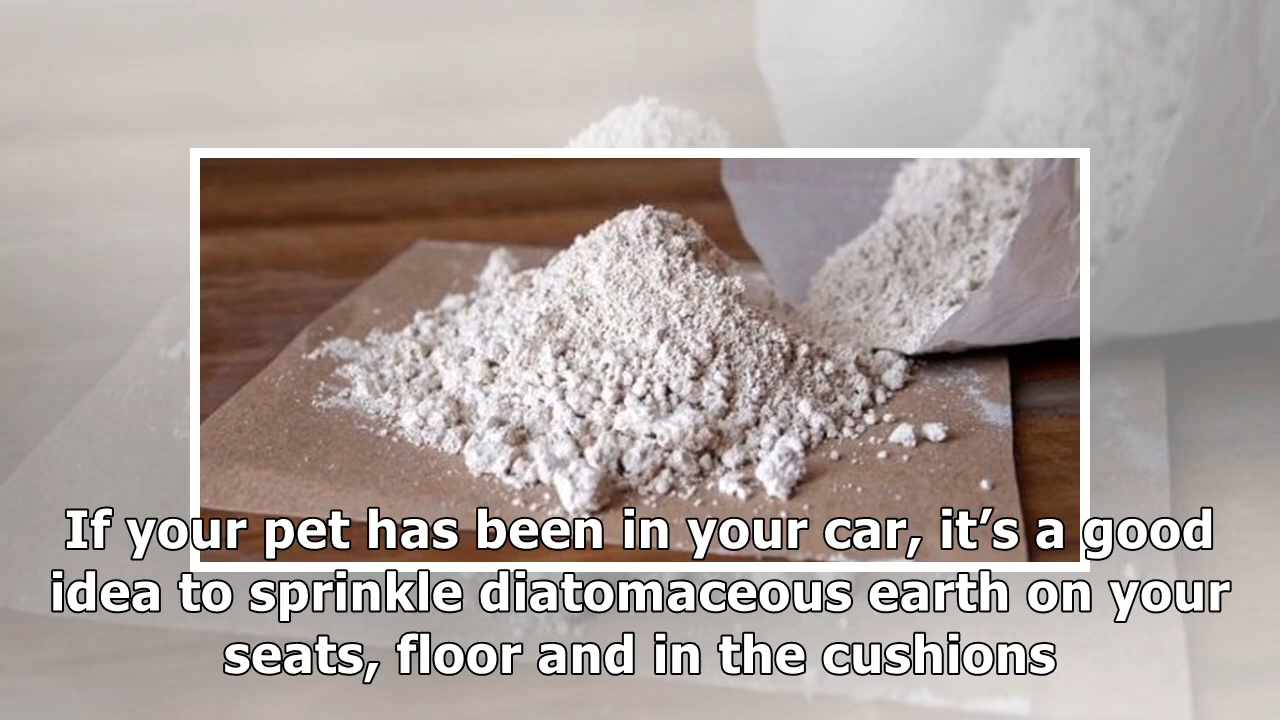 If your pet has been in your car, it’s a good
idea to sprinkle diatomaceous earth on your
seats, floor and in the cushions